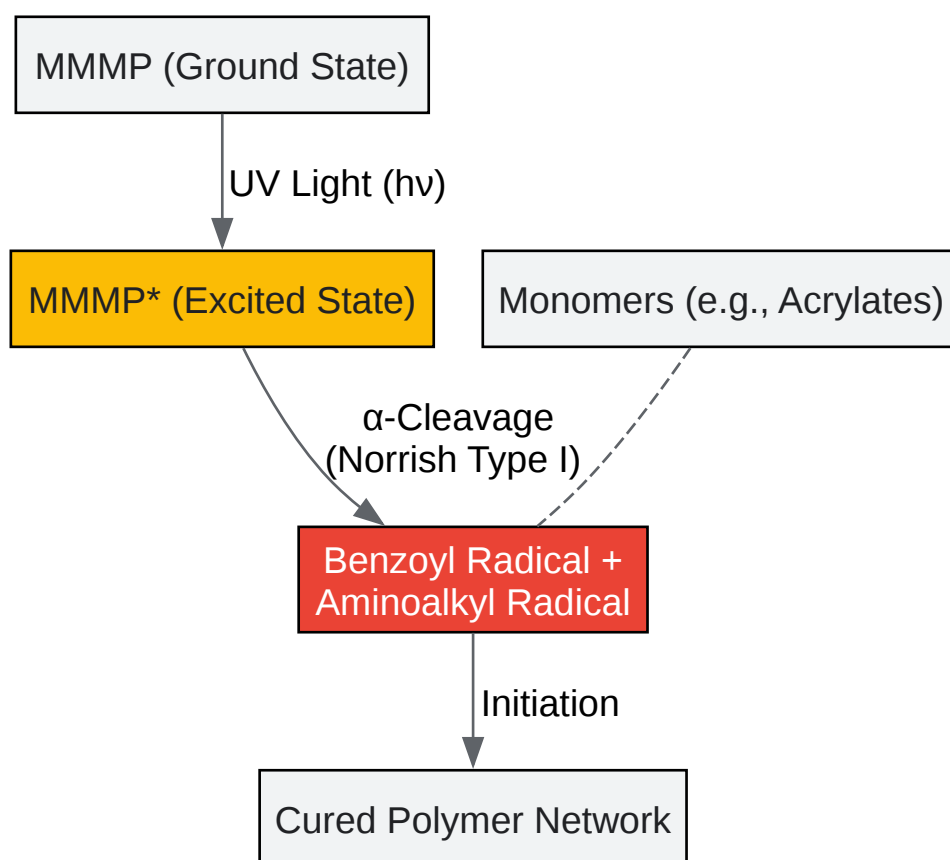 MMMP (Ground State)
UV Light (hν)
MMMP* (Excited State)
Monomers (e.g., Acrylates)
α-Cleavage
(Norrish Type I)
Benzoyl Radical +
Aminoalkyl Radical
Initiation
Cured Polymer Network